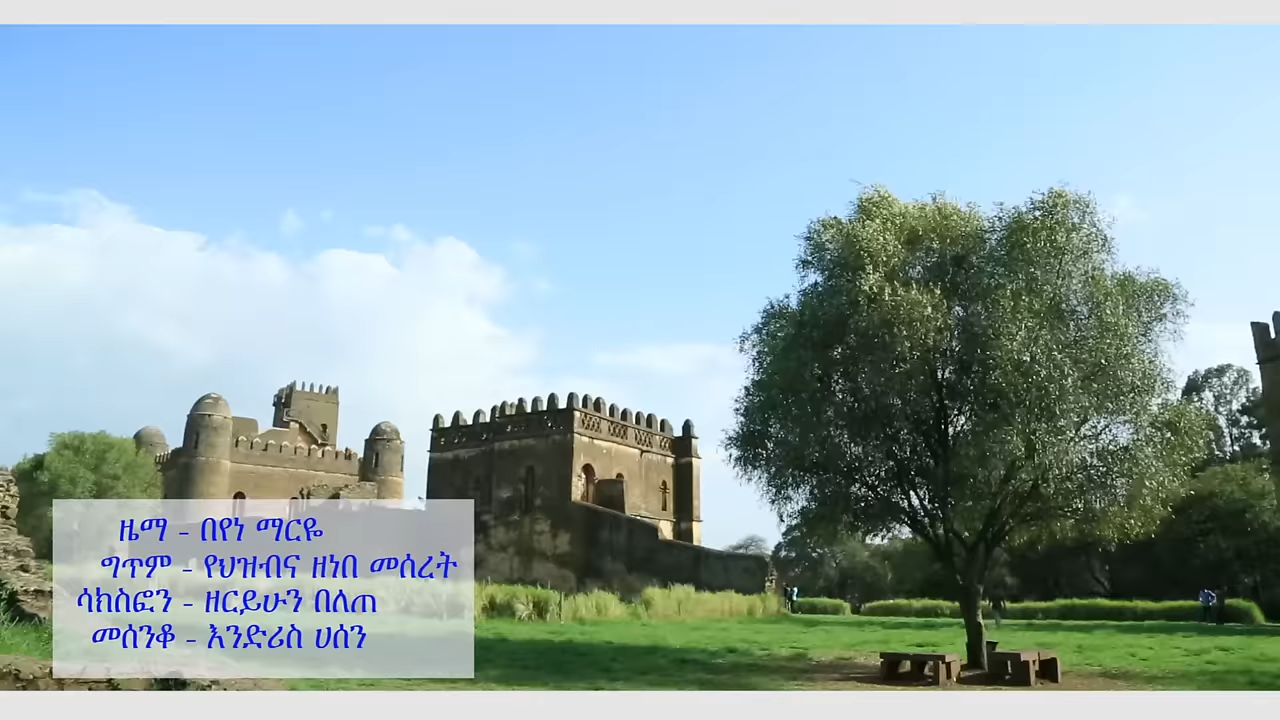 ዜማ - በየነ ማርዬ
ግጥም - የህዝብና ዘነበ መሰረት
ሳክስፎን - ዘርይሁን በለጠ
መሰንቆ - እንድሪስ ሀሰን